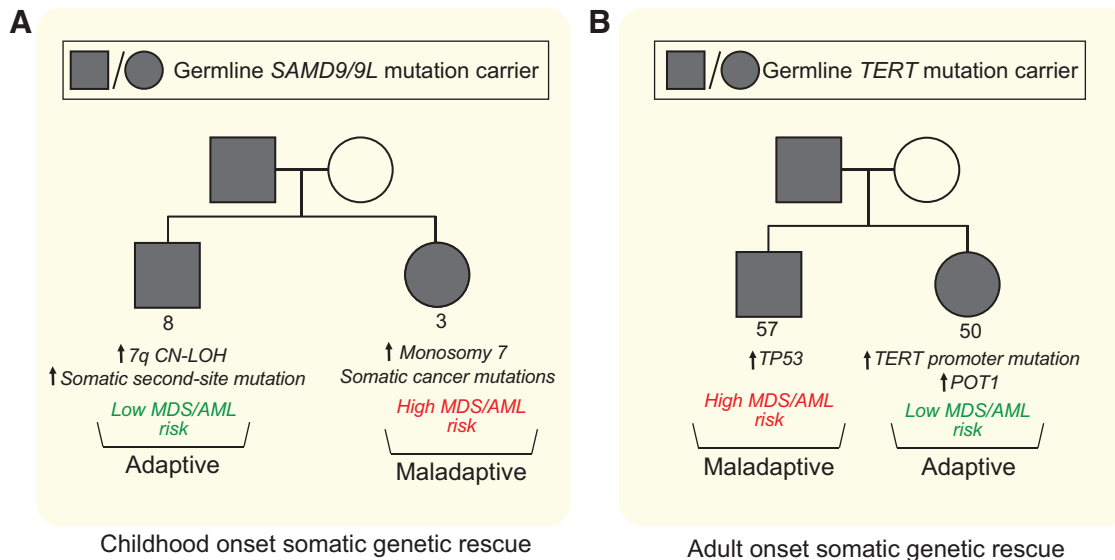 A
Germline SAMD9/9L mutation carrier
8
↑7q CN-LOH
↑Somatic second-site mutation
Low MDS/AML
risk
Adaptive
3
↑ Monosomy 7
Somatic cancer mutations
High MDS/AML
risk
Maladaptive
Childhood onset somatic genetic rescue
B
Germline TERT mutation carrier
57
↑TP53
High MDS/AML
risk
Maladaptive
50
↑TERT promoter mutation
↑POT1
Low MDS/AML
risk
Adaptive
Adult onset somatic genetic rescue